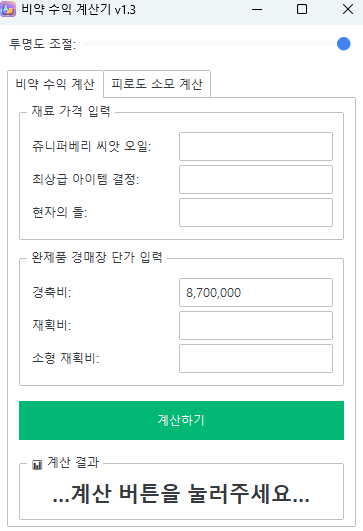 비약 수익 계산기 v1.3
투명도 조절:
비약 수익 계산 피로도 소모 계산
재료 가격 입력
쥬니퍼베리 씨앗 오일:
최상급 아이템 결정:
현자의 돌:
완제품 경매장 단가 입력
경축비: 8,700,000
재획비:
소형 재획비:
계산하기
계산 결과
...계산 버튼을 눌러주세요...